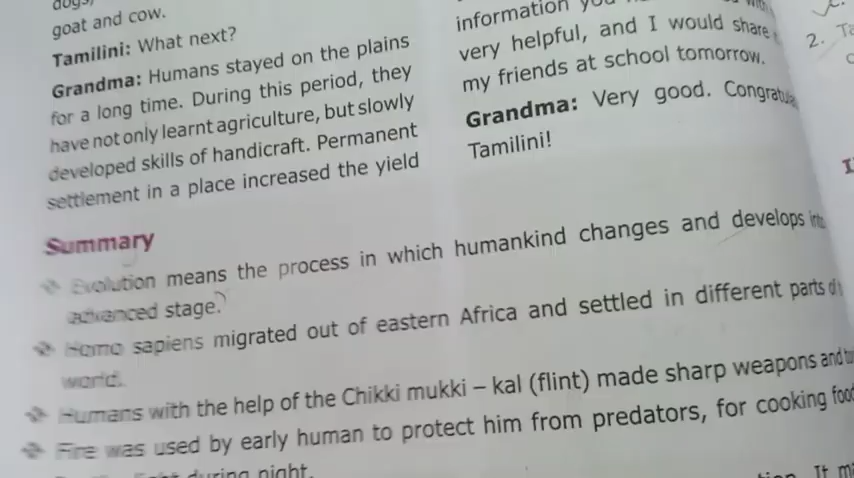 goat and cow.
Tamilini: What next?
Grandma: Humans stayed on the plains
for a long time. During this period, they
have not only learnt agriculture, but slowly
developed skills of handicraft. Permanent
settlement in a place increased the yield
information
very helpful, and I would share
my friends at school tomorrow.
Grandma: Very good.
Tamilini!
2.
Summary
Evolution means the process in which humankind changes and develops
advanced stage.
Homo sapiens migrated out of eastern Africa and settled in different parts
world.
Humans with the help of the Chikki mukki – kal (flint) made sharp weapons and
Fire was used by early human to protect him from predators, for cooking
during night.
It